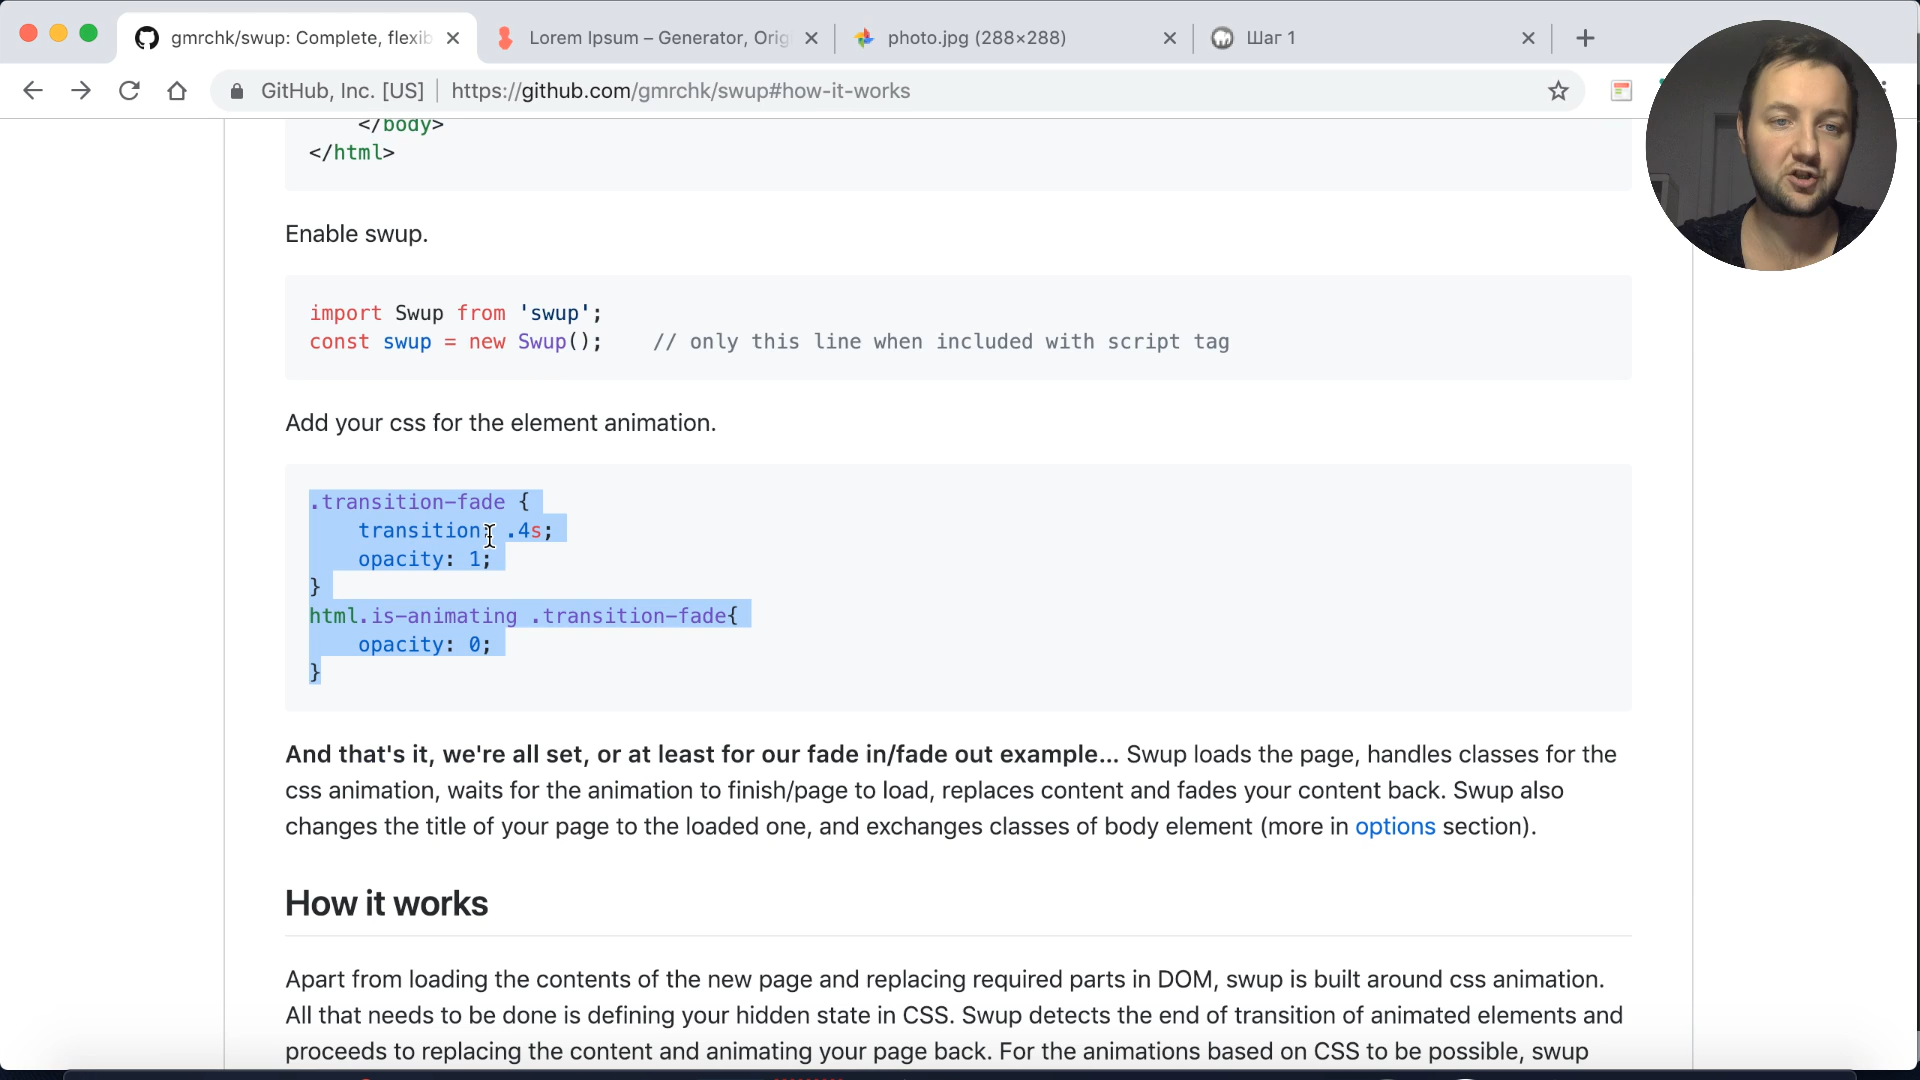 gmrchk/swup: Complete, flexib
Lorem Ipsum – Generator, Orig
photo.jpg (288×288)
Шаг 1
GitHub, Inc. [US]
https://github.com/gmrchk/swup#how-it-works
</body>
</html>
Enable swup.
import Swup from 'swup';
const swup = new Swup();    // only this line when included with script tag
Add your css for the element animation.
.transition-fade {
transition: .4s;
opacity: 1;
}
html.is-animating .transition-fade{
opacity: 0;
}
And that's it, we're all set, or at least for our fade in/fade out example... Swup loads the page, handles classes for the
css animation, waits for the animation to finish/page to load, replaces content and fades your content back. Swup also
changes the title of your page to the loaded one, and exchanges classes of body element (more in options section).
How it works
Apart from loading the contents of the new page and replacing required parts in DOM, swup is built around css animation.
All that needs to be done is defining your hidden state in CSS. Swup detects the end of transition of animated elements and
proceeds to replacing the content and animating your page back. For the animations based on CSS to be possible, swup